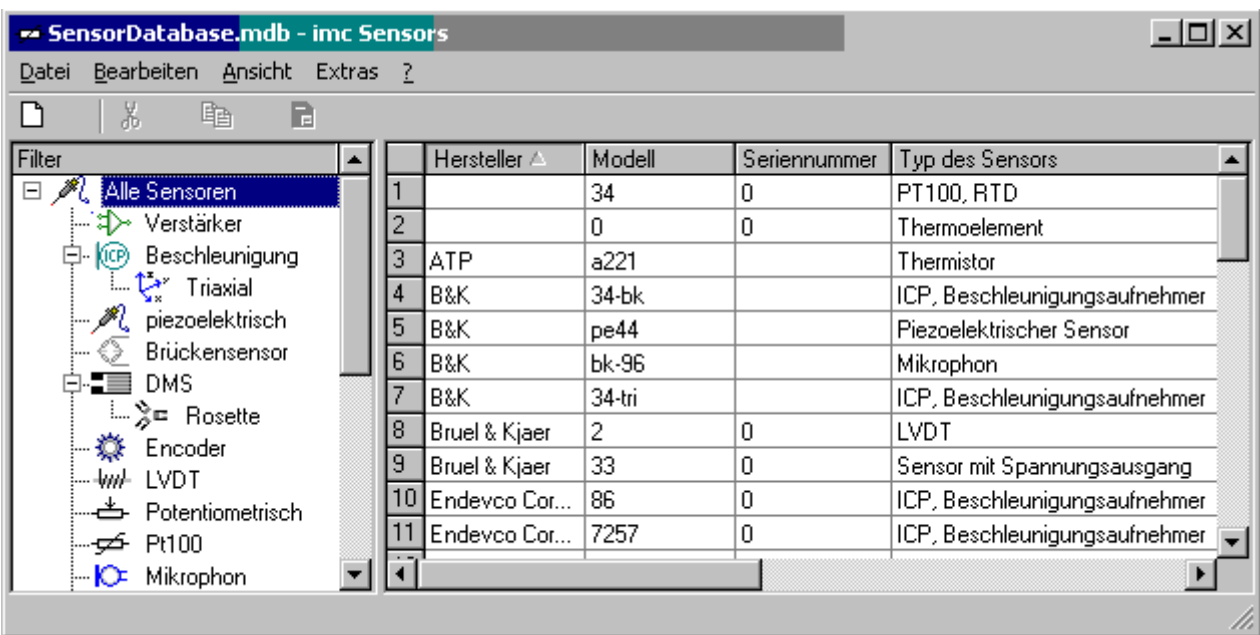 SensorDatabase.mdb - imc Sensors
Datei Bearbeiten Ansicht Extras ?
Filter
Alle Sensoren
Verstärker
ICP Beschleunigung
Triaxial
piezoelektrisch
Brückensensor
DMS
Rosette
Encoder
LVDT
Potentiometrisch
Pt100
Mikrophon
Hersteller Modell Seriennummer Typ des Sensors
1 34 0 PT100, RTD
2 0 0 Thermoelement
3 ATP a221 Thermistor
4 B&K 34-bk ICP, Beschleunigungsaufnehmer
5 B&K pe44 Piezoelektrischer Sensor
6 B&K bk-96 Mikrophon
7 B&K 34-tri ICP, Beschleunigungsaufnehmer
8 Bruel & Kjaer 2 0 LVDT
9 Bruel & Kjaer 33 0 Sensor mit Spannungsausgang
10 Endevco Cor... 86 0 ICP, Beschleunigungsaufnehmer
11 Endevco Cor... 7257 0 ICP, Beschleunigungsaufnehmer